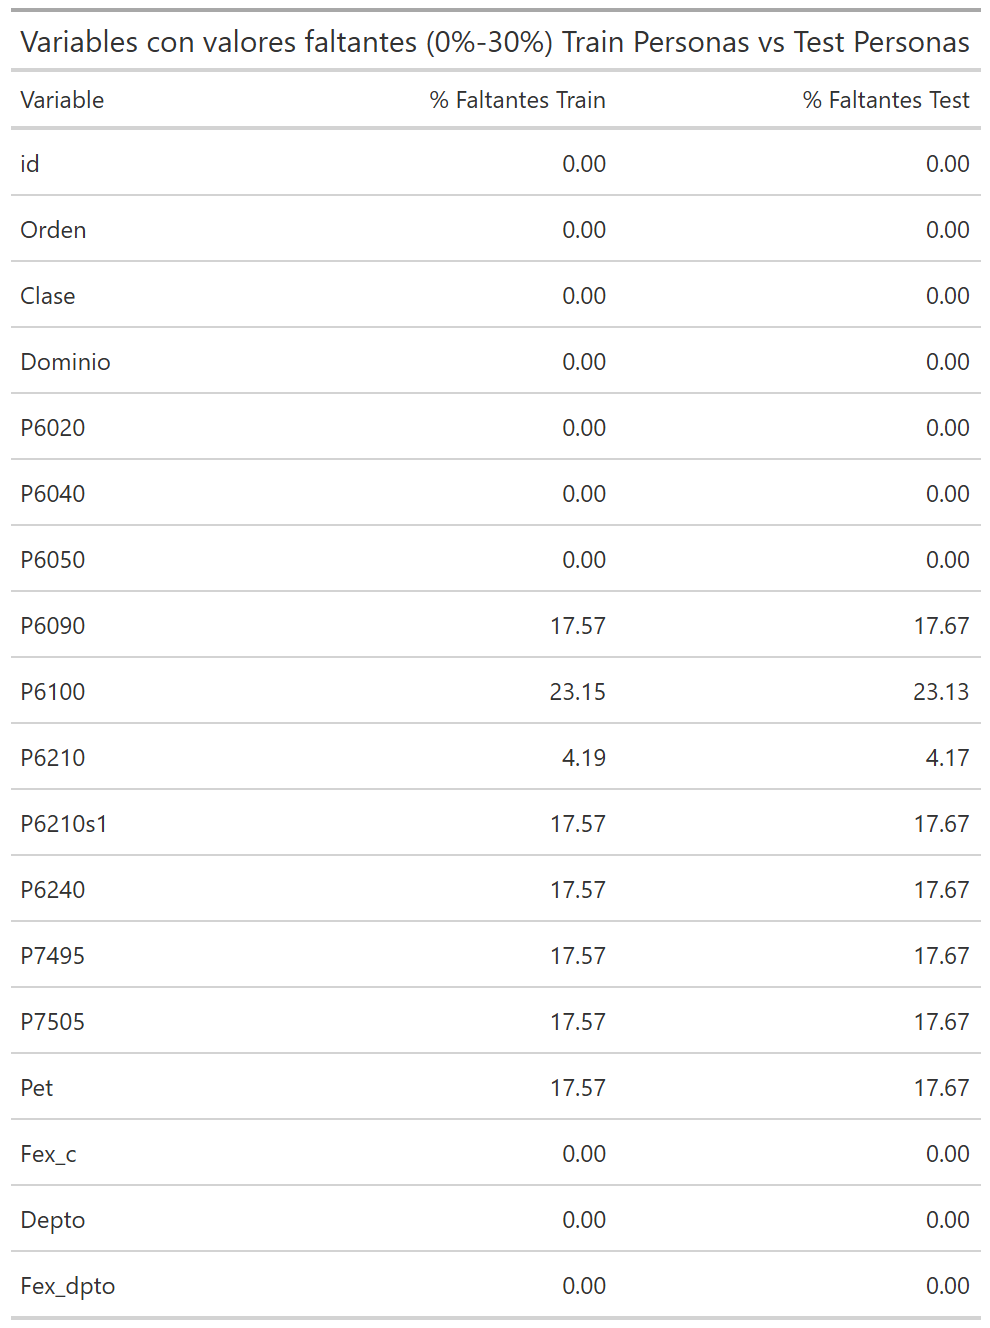 Variables con valores faltantes (0%-30%) Train Personas vs Test Personas
Variable % Faltantes Train % Faltantes Test
id 0.00 0.00
Orden 0.00 0.00
Clase 0.00 0.00
Dominio 0.00 0.00
P6020 0.00 0.00
P6040 0.00 0.00
P6050 0.00 0.00
P6090 17.57 17.67
P6100 23.15 23.13
P6210 4.19 4.17
P6210s1 17.57 17.67
P6240 17.57 17.67
P7495 17.57 17.67
P7505 17.57 17.67
Pet 17.57 17.67
Fex_c 0.00 0.00
Depto 0.00 0.00
Fex_dpto 0.00 0.00